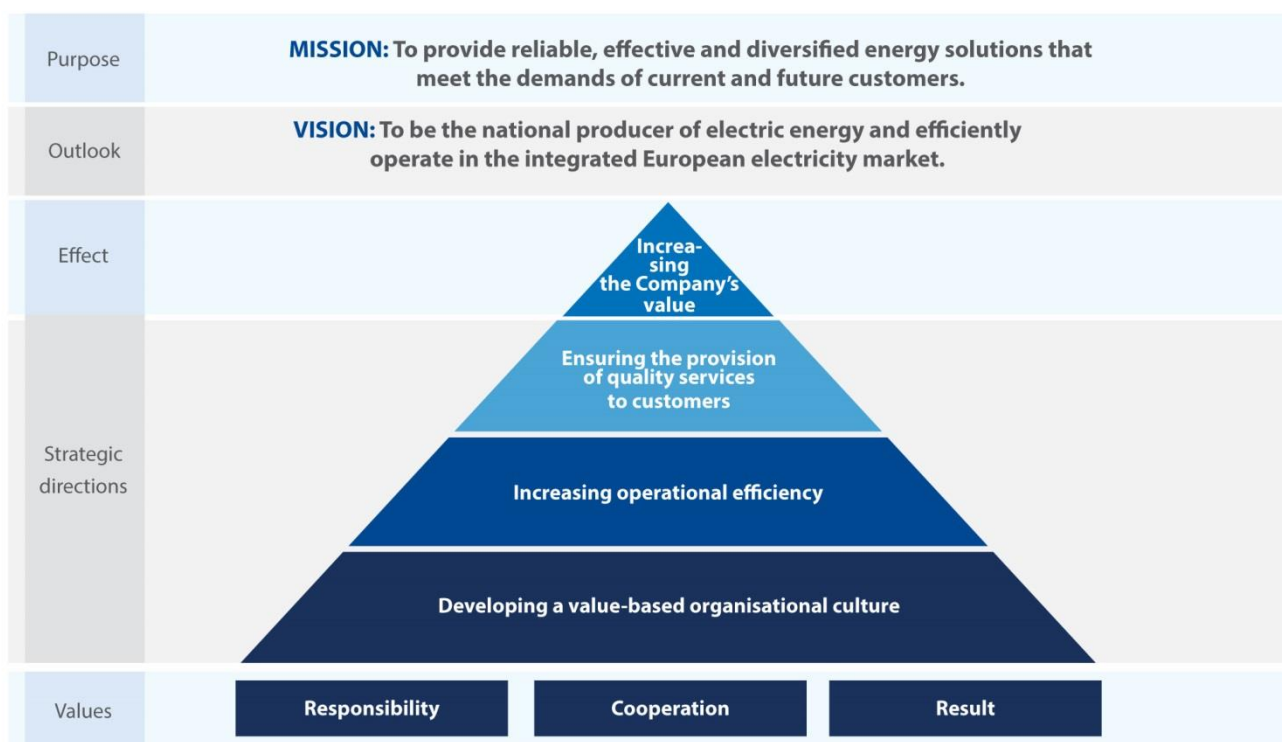 Purpose
MISSION: To provide reliable, effective and diversified energy solutions that
meet the demands of current and future customers.
Outlook
VISION: To be the national producer of electric energy and efficiently
operate in the integrated European electricity market.
Effect
Increa-
sing
the Company’s
value
Strategic
directions
Ensuring the provision
of quality services
to customers
Increasing operational efficiency
Developing a value-based organisational culture
Values
Responsibility
Cooperation
Result